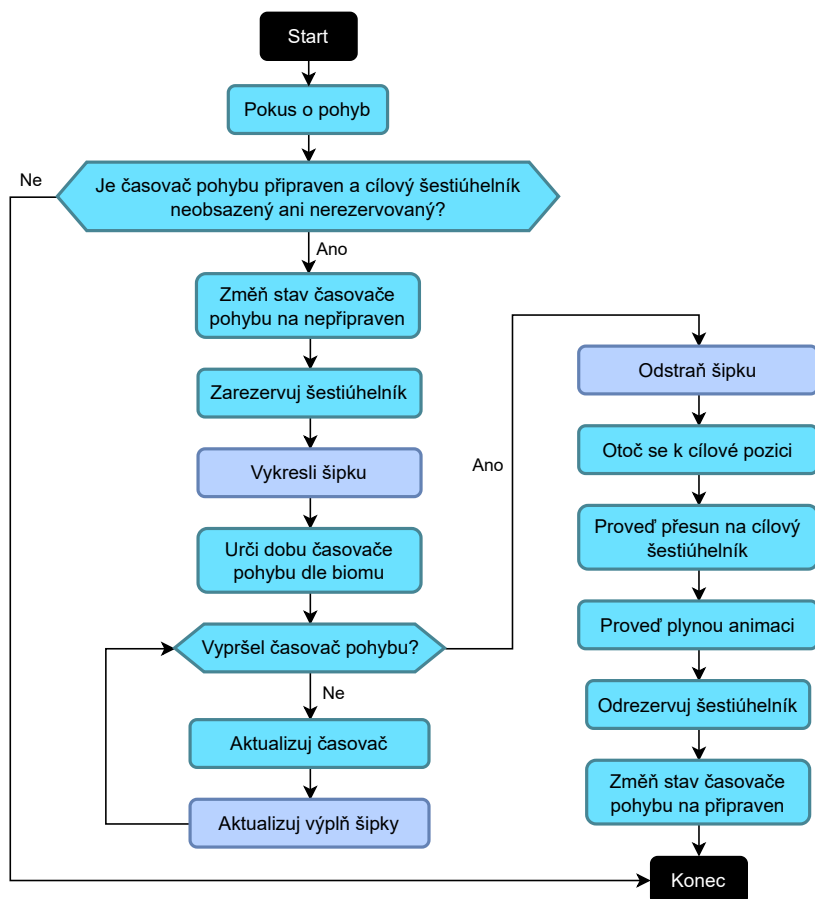 Start
Pokus o pohyb
Je časovač pohybu připraven a cílový šestiúhelník
neobsazený ani nerezervovaný?
Ne
Ano
Změň stav časovače
pohybu na nepřipraven
Zarezervuj šestiúhelník
Vykresli šipku
Urči dobu časovače
pohybu dle biomu
Vypršel časovač pohybu?
Ne
Aktualizuj časovač
Aktualizuj výplň šipky
Ano
Odstraň šipku
Otoč se k cílové pozici
Proveď přesun na cílový
šestiúhelník
Proveď plynou animaci
Odrezervuj šestiúhelník
Změň stav časovače
pohybu na připraven
Konec